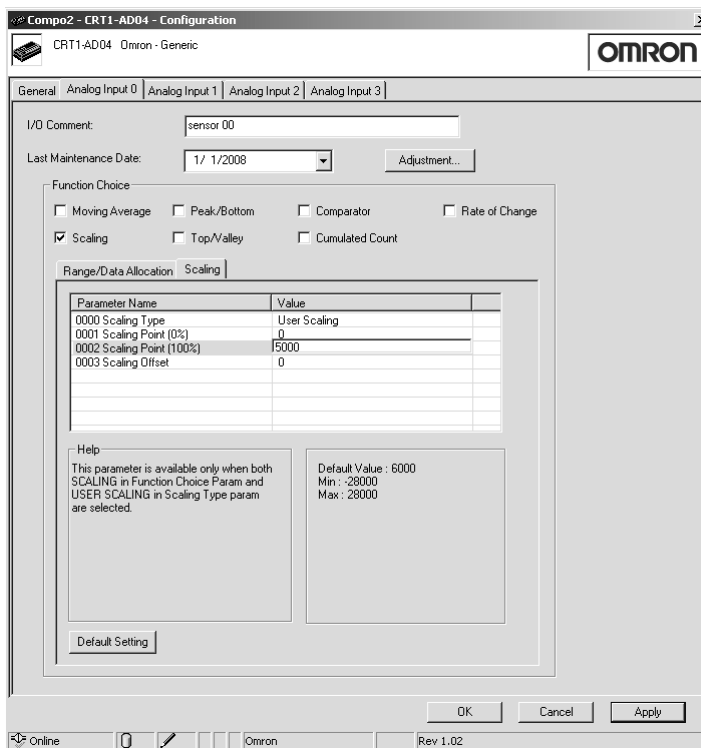 Compo2 - CRT1-AD04 - Configuration
CRT1-AD04 Omron - Generic
OMRON
General Analog Input 0 Analog Input 1 Analog Input 2 Analog Input 3
I/O Comment: sensor 00
Last Maintenance Date: 1/ 1/2008 Adjustment...
Function Choice
Moving Average Peak/Bottom Comparator Rate of Change
Scaling Top/Valley Cumulated Count
Range/Data Allocation Scaling
Parameter Name Value
0000 Scaling Type User Scaling
0001 Scaling Point (0%) 0
0002 Scaling Point (100%) 5000
0003 Scaling Offset 0
Help
This parameter is available only when both
SCALING in Function Choice Param and
USER SCALING in Scaling Type param
are selected.
Default Value : 6000
Min : -28000
Max : 28000
Default Setting
OK Cancel Apply
Online Omron Rev 1.02